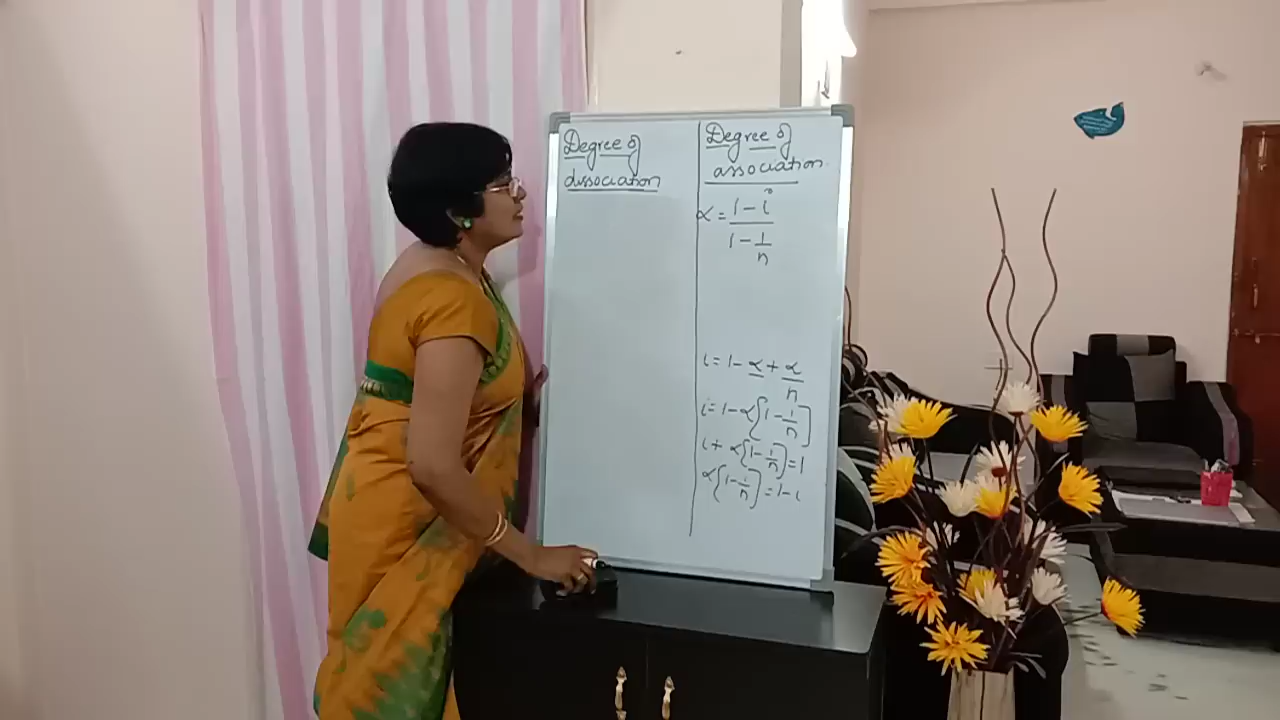 Degree of
dissociation
Degree of
association
α = 1 - i / 1 - 1/n
i = 1 - α + α/n
i = 1 - α [1 - 1/n]
i + α [1 - 1/n] = 1
α [1 - 1/n] = 1 - i